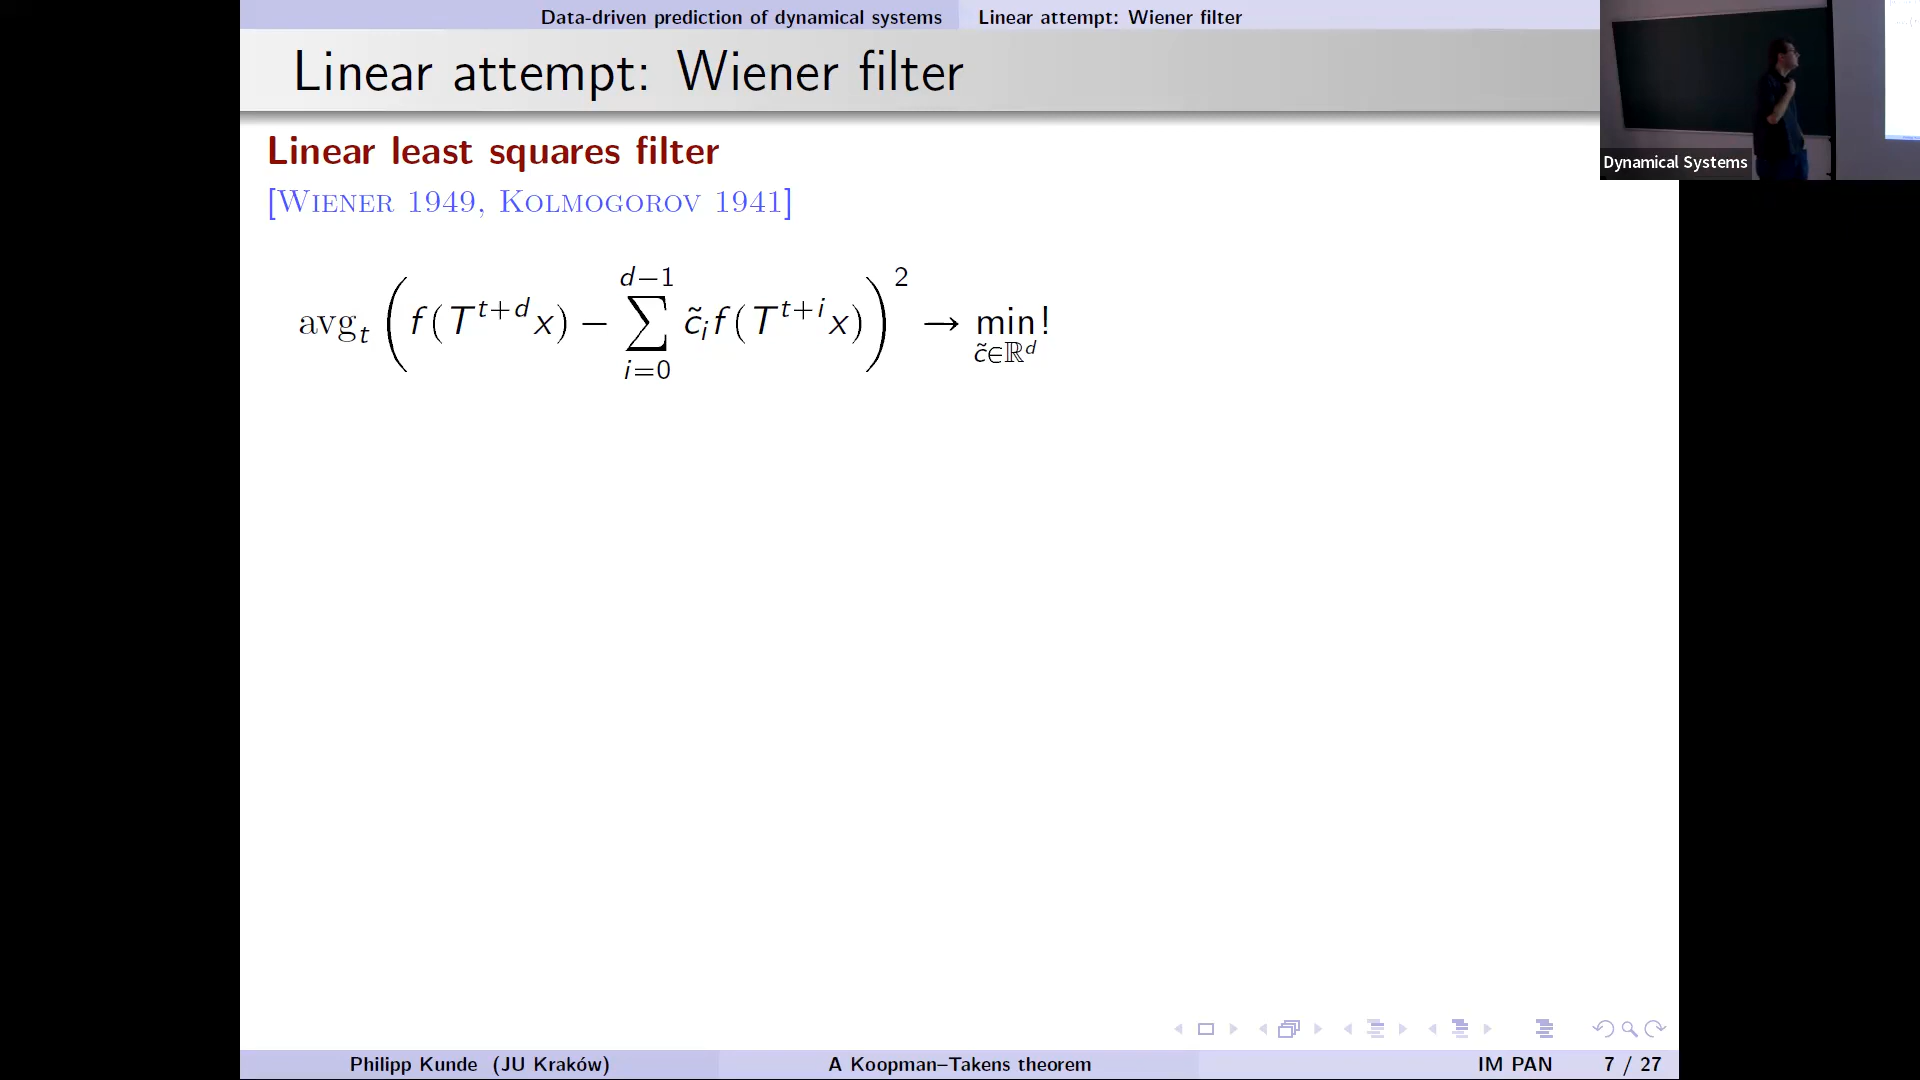 Data-driven prediction of dynamical systems Linear attempt: Wiener filter
Linear attempt: Wiener filter
Dynamical Systems
Linear least squares filter
[Wiener 1949, Kolmogorov 1941]
avg_t ( f(T^{t+d}x) − ∑_{i=0}^{d−1} c̃_i f(T^{t+i}x) )^2 → min_{c̃∈ℝ^d}!
Philipp Kunde (JU Kraków) A Koopman–Takens theorem IM PAN 7 / 27